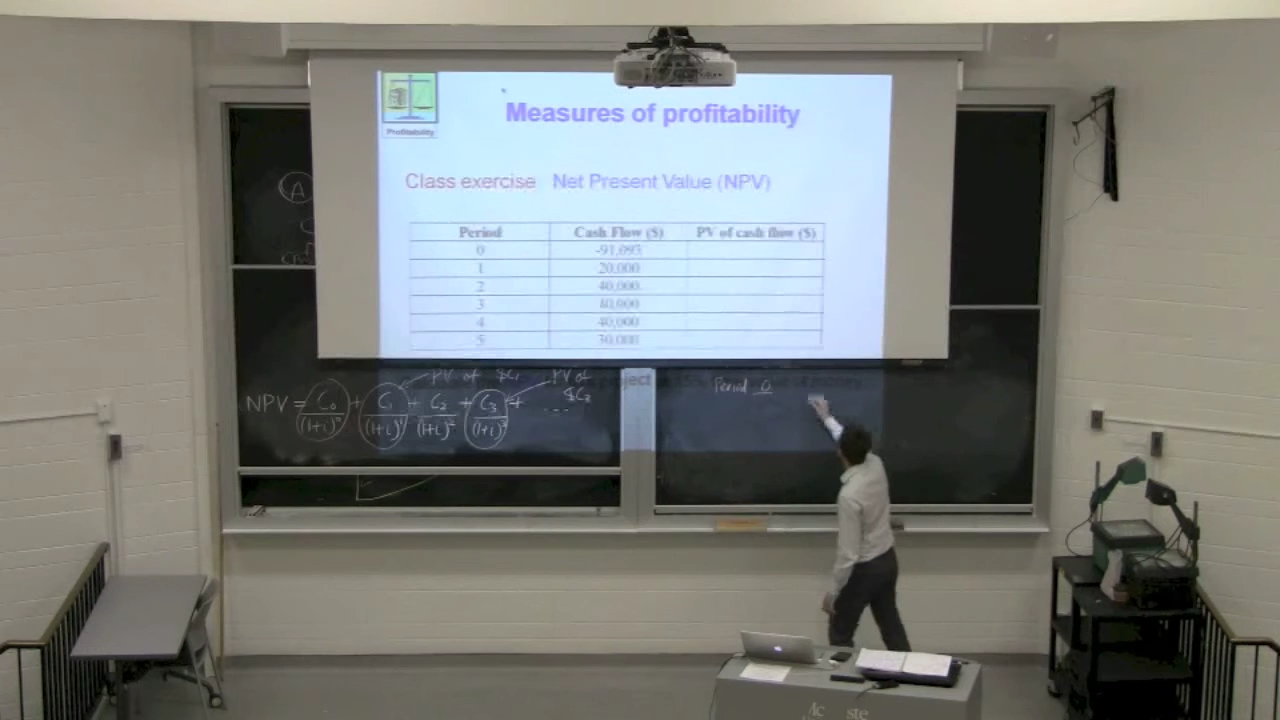 Measures of profitability
Profitability
Class exercise Net Present Value (NPV)
Period Cash Flow ($) PV of cash flow ($)
0 -91,093
1 20,000
2 40,000
3 80,000
4 40,000
5 30,000
A
PV of $C₁ PV of $C₃
NPV = C₀/(1+i)⁰ + C₁/(1+i)¹ + C₂/(1+i)² + C₃/(1+i)³ + ...
Period 0